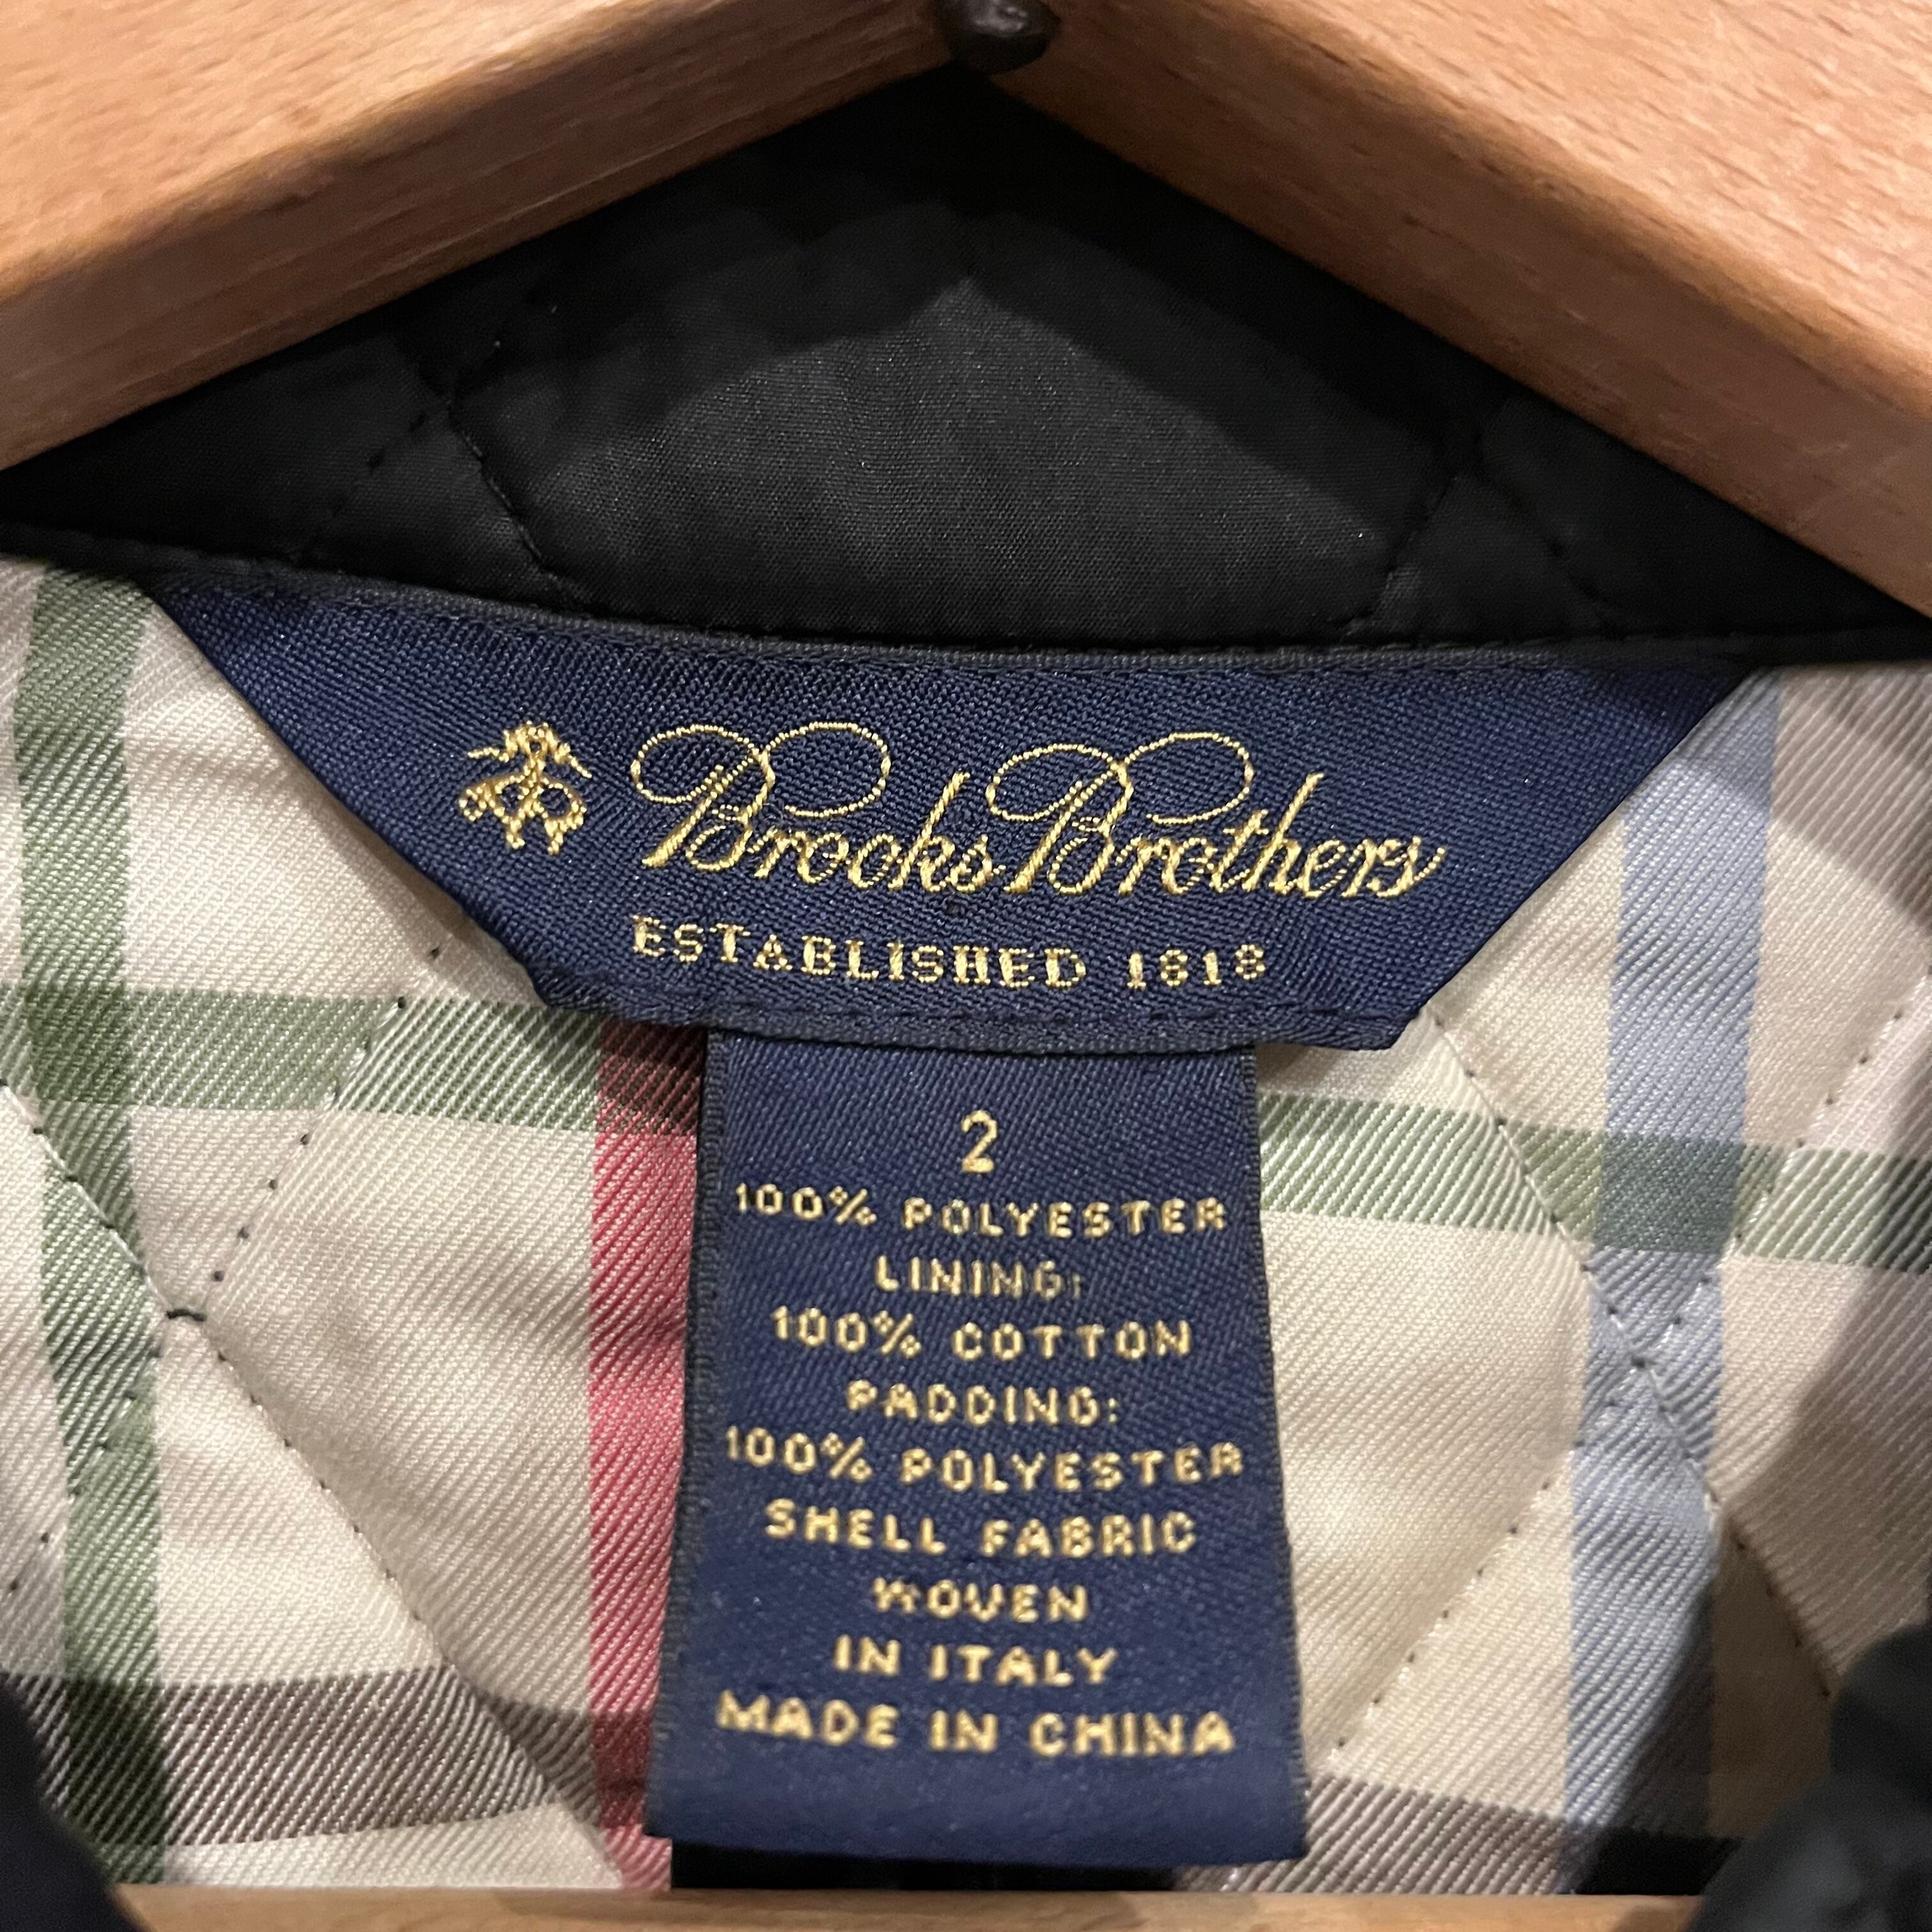 Brooks Brothers
ESTABLISHED 1818
2
100% POLYESTER
LINING:
100% COTTON
PADDING:
100% POLYESTER
SHELL FABRIC
WOVEN
IN ITALY
MADE IN CHINA